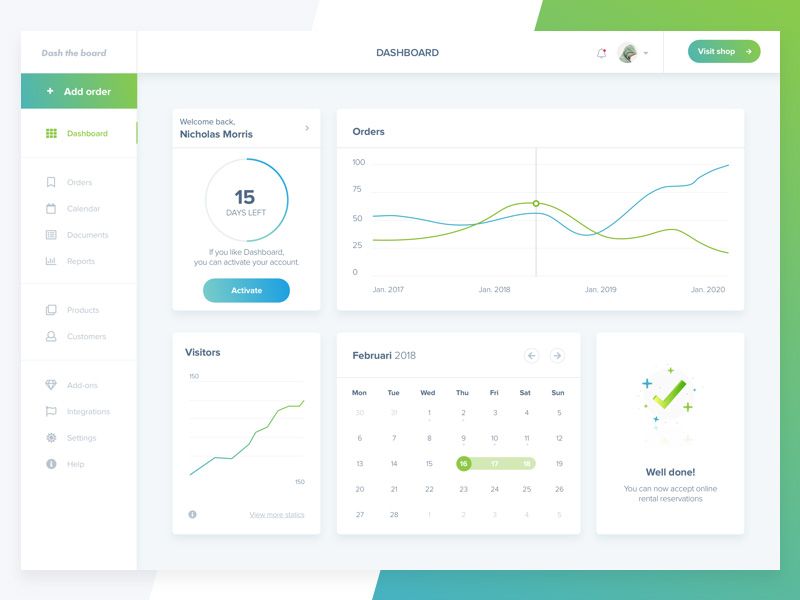 Dash the board
DASHBOARD
Visit shop
Add order
Dashboard
Orders
Calendar
Documents
Reports
Products
Customers
Add-ons
Integrations
Settings
Help
Welcome back,
Nicholas Morris
15
DAYS LEFT
If you like Dashboard,
you can activate your account.
Activate
Orders
100
75
50
25
0
Jan. 2017 Jan. 2018 Jan. 2019 Jan. 2020
Visitors
150
150
View more statics
Februari 2018
Mon Tue Wed Thu Fri Sat Sun
30 31 1 2 3 4 5
6 7 8 9 10 11 12
13 14 15 16 17 18 19
20 21 22 23 24 25 26
27 28 1 2 3 4 5
Well done!
You can now accept online
rental reservations